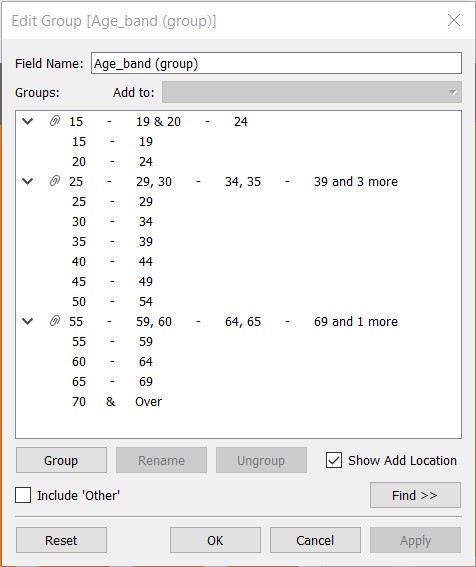 Edit Group [Age_band (group)]
Field Name: Age_band (group)
Groups: Add to:
15 - 19 & 20 - 24
15 - 19
20 - 24
25 - 29, 30 - 34, 35 - 39 and 3 more
25 - 29
30 - 34
35 - 39
40 - 44
45 - 49
50 - 54
55 - 59, 60 - 64, 65 - 69 and 1 more
55 - 59
60 - 64
65 - 69
70 & Over
Group Rename Ungroup Show Add Location
Include 'Other' Find >>
Reset OK Cancel Apply